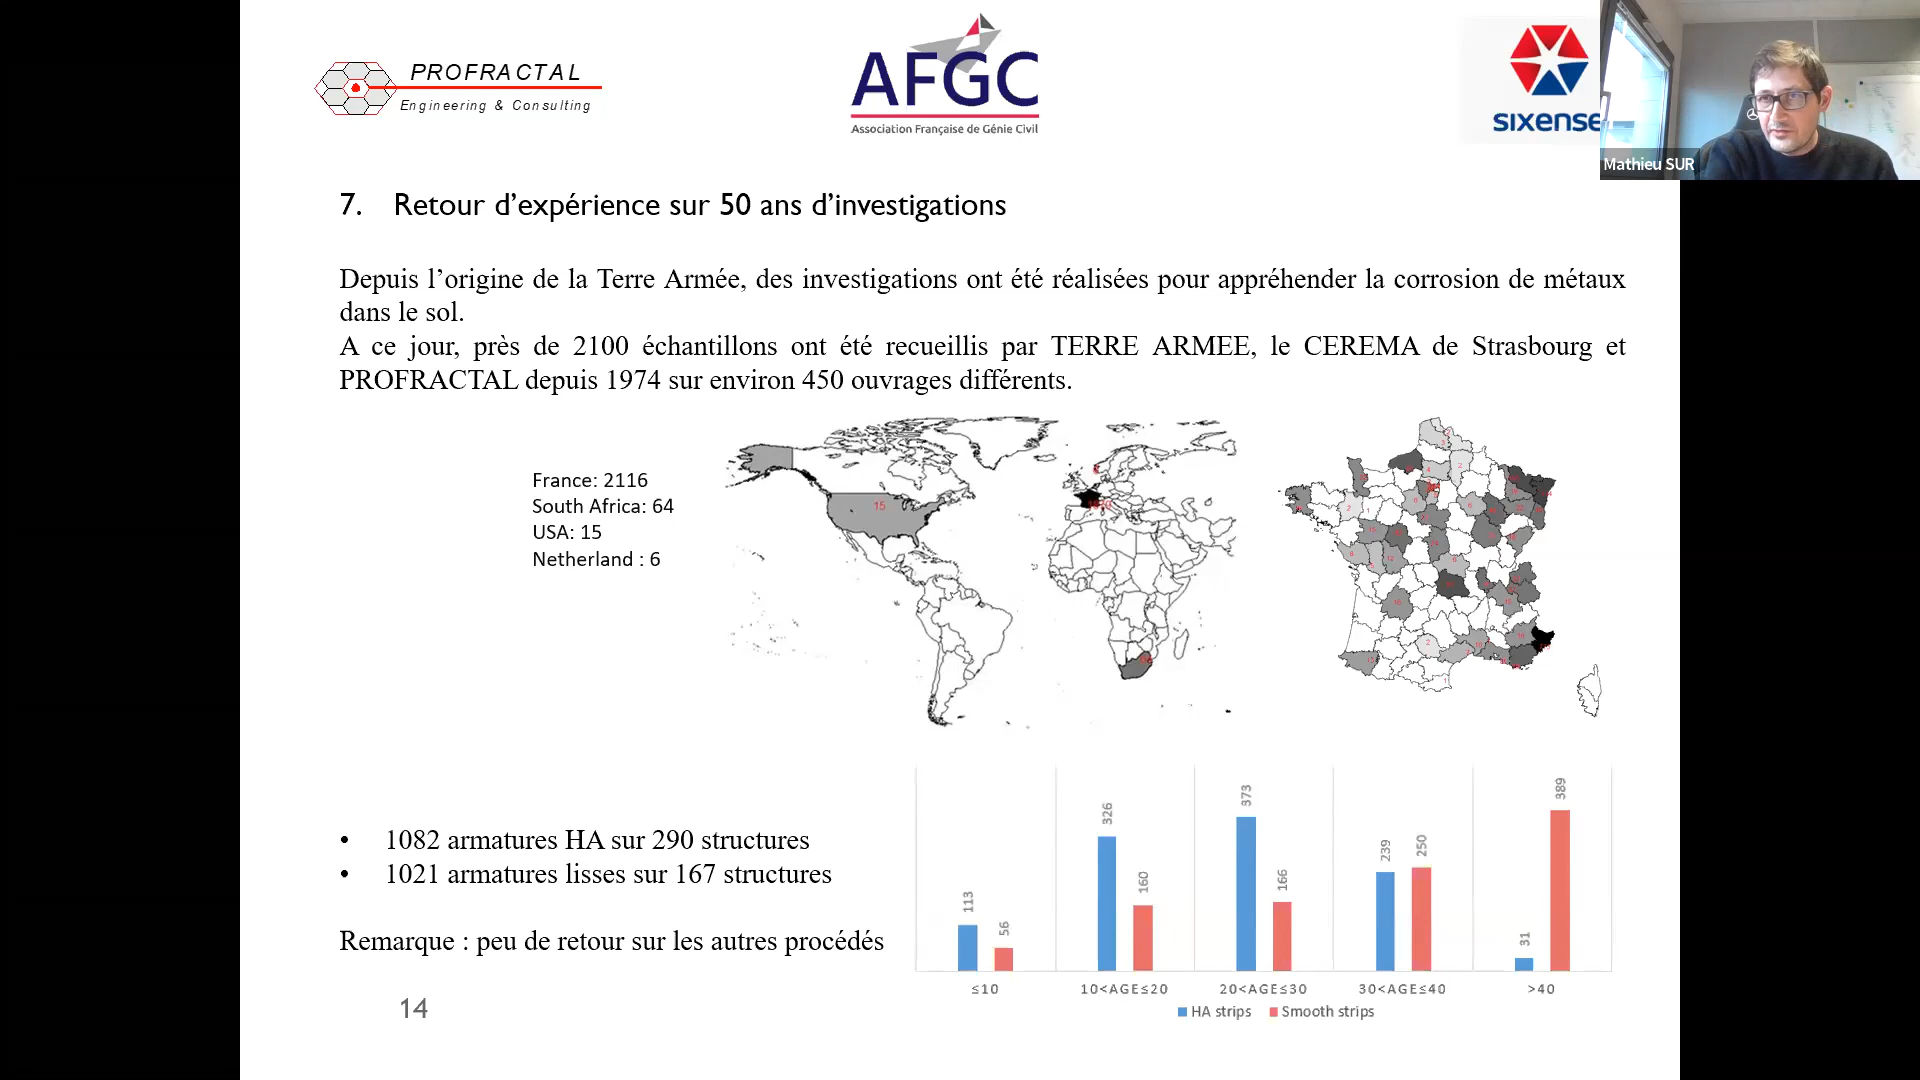 PROFRACTAL
Engineering & Consulting
AFGC
Association Française de Génie Civil
sixense
Mathieu SUR
7. Retour d’expérience sur 50 ans d’investigations
Depuis l’origine de la Terre Armée, des investigations ont été réalisées pour appréhender la corrosion de métaux
dans le sol.
A ce jour, près de 2100 échantillons ont été recueillis par TERRE ARMEE, le CEREMA de Strasbourg et
PROFRACTAL depuis 1974 sur environ 450 ouvrages différents.
France: 2116
South Africa: 64
USA: 15
Netherland : 6
15
• 1082 armatures HA sur 290 structures
• 1021 armatures lisses sur 167 structures
Remarque : peu de retour sur les autres procédés
113 56 326 160 373 166 239 250 31 389
≤10 10<AGE≤20 20<AGE≤30 30<AGE≤40 >40
HA strips Smooth strips
14